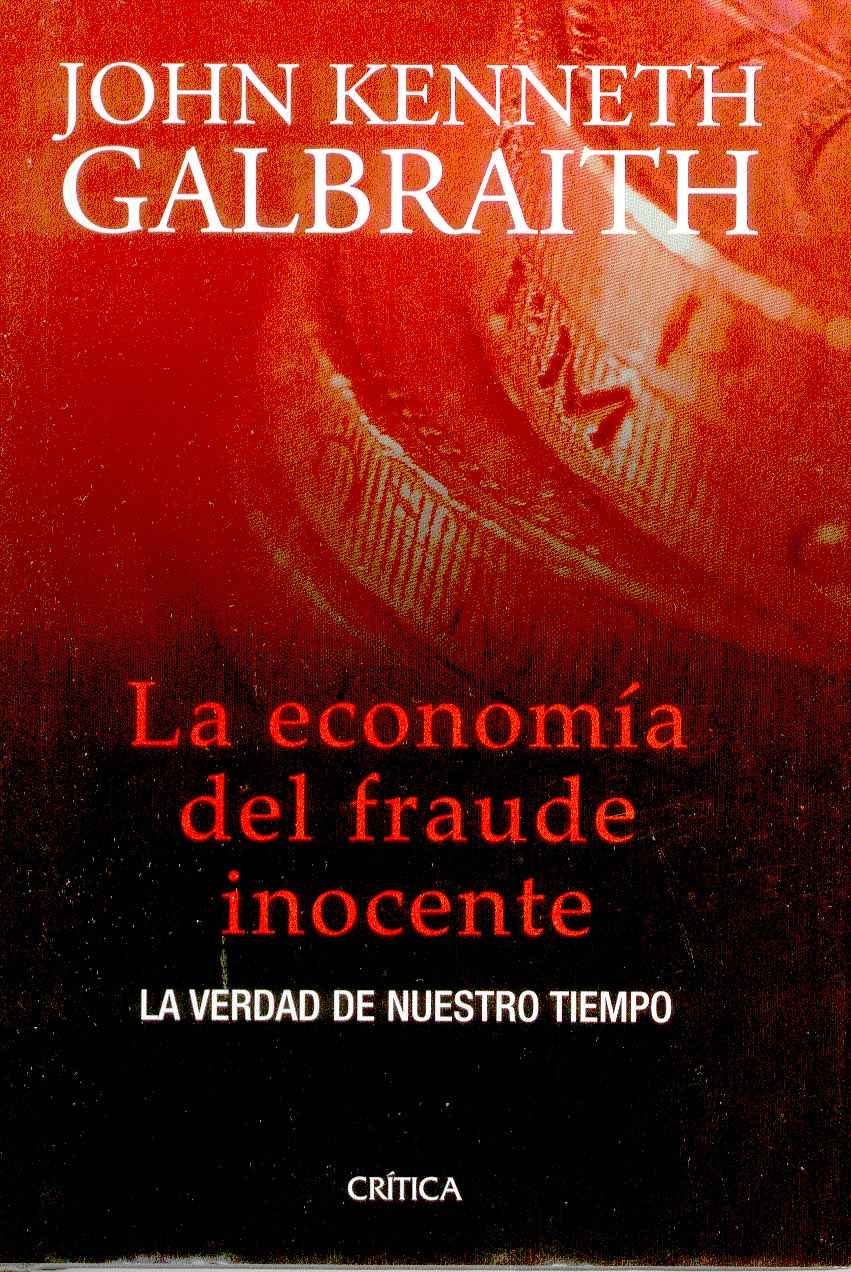 JOHN KENNETH
GALBRAITH
La economía
del fraude
inocente
LA VERDAD DE NUESTRO TIEMPO
CRÍTICA